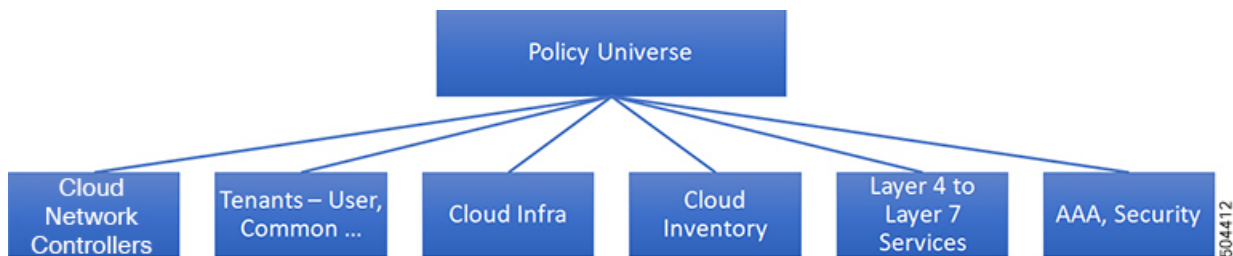 Policy Universe
Cloud
Network
Controllers
Tenants – User,
Common ...
Cloud Infra
Cloud
Inventory
Layer 4 to
Layer 7
Services
AAA, Security
504412